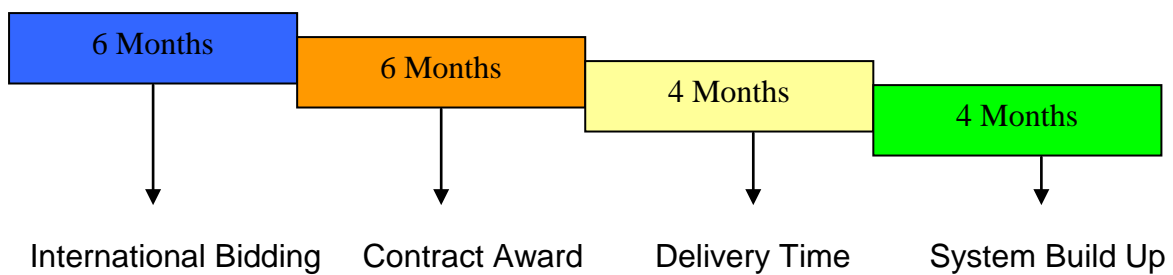 6 Months
6 Months
4 Months
4 Months
International Bidding
Contract Award
Delivery Time
System Build Up